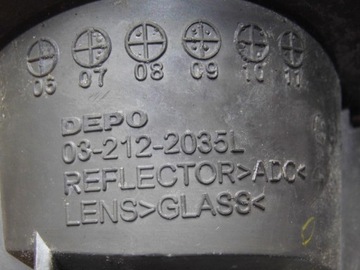 05 07 08 09 10 11
DEPO
03-212-2035L
REFLECTOR>ADC<
LENS>GLASS<